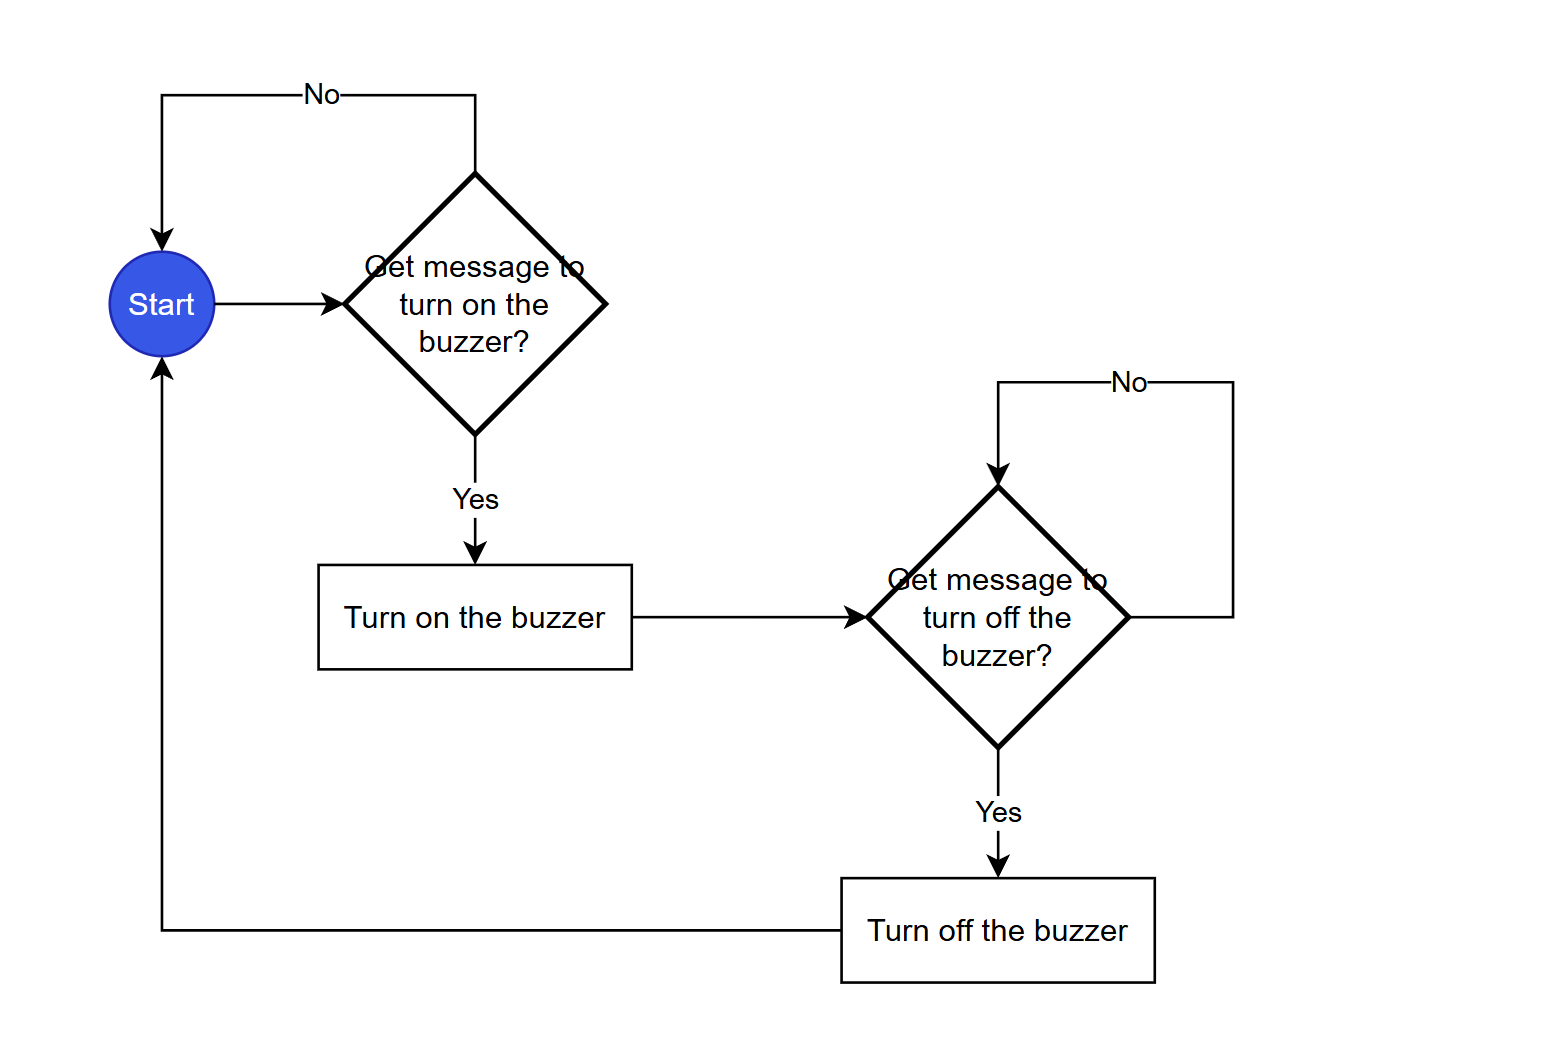 No
Start
Get message to
turn on the
buzzer?
Yes
Turn on the buzzer
No
Get message to
turn off the
buzzer?
Yes
Turn off the buzzer